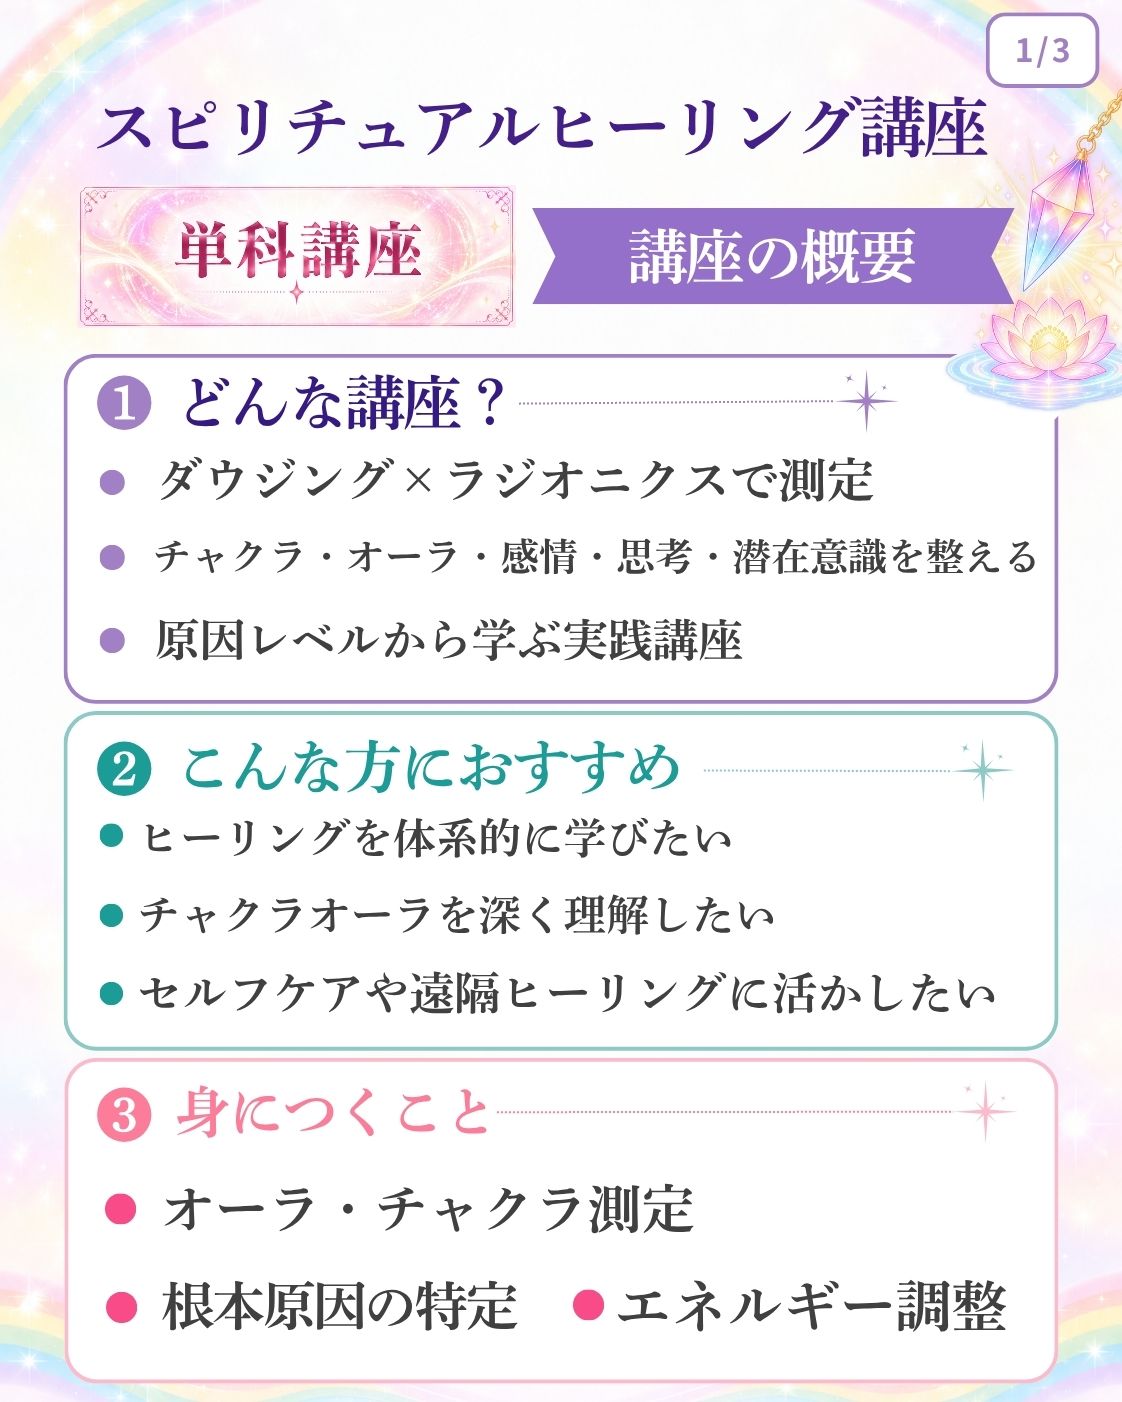 1/3
スピリチュアルヒーリング講座
単科講座
講座の概要
1 どんな講座？
● ダウジング×ラジオニクスで測定
● チャクラ・オーラ・感情・思考・潜在意識を整える
● 原因レベルから学ぶ実践講座
2 こんな方におすすめ
● ヒーリングを体系的に学びたい
● チャクラオーラを深く理解したい
● セルフケアや遠隔ヒーリングに活かしたい
3 身につくこと
● オーラ・チャクラ測定
● 根本原因の特定 ● エネルギー調整